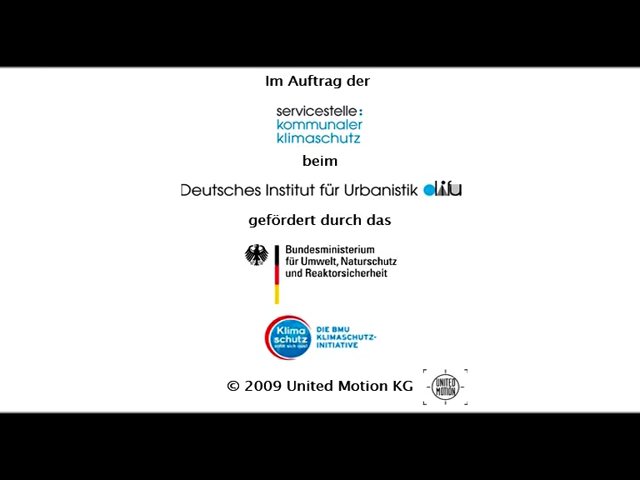 Im Auftrag der
servicestelle:
kommunaler
klimaschutz
beim
Deutsches Institut für Urbanistik difu
gefördert durch das
Bundesministerium
für Umwelt, Naturschutz
und Reaktorsicherheit
Klima
schutz
DIE BMU
KLIMASCHUTZ-
INITIATIVE
© 2009 United Motion KG
UNITED
MOTION